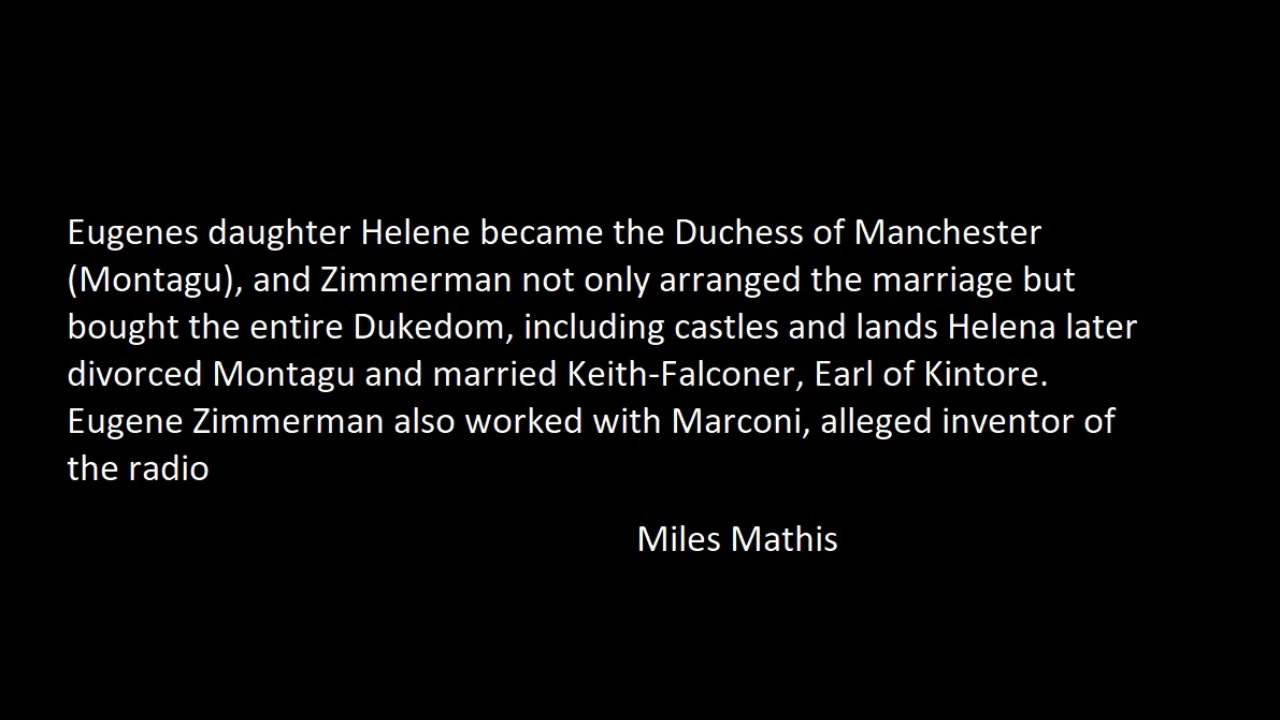 Eugenes daughter Helene became the Duchess of Manchester
(Montagu), and Zimmerman not only arranged the marriage but
bought the entire Dukedom, including castles and lands Helena later
divorced Montagu and married Keith-Falconer, Earl of Kintore.
Eugene Zimmerman also worked with Marconi, alleged inventor of
the radio
Miles Mathis